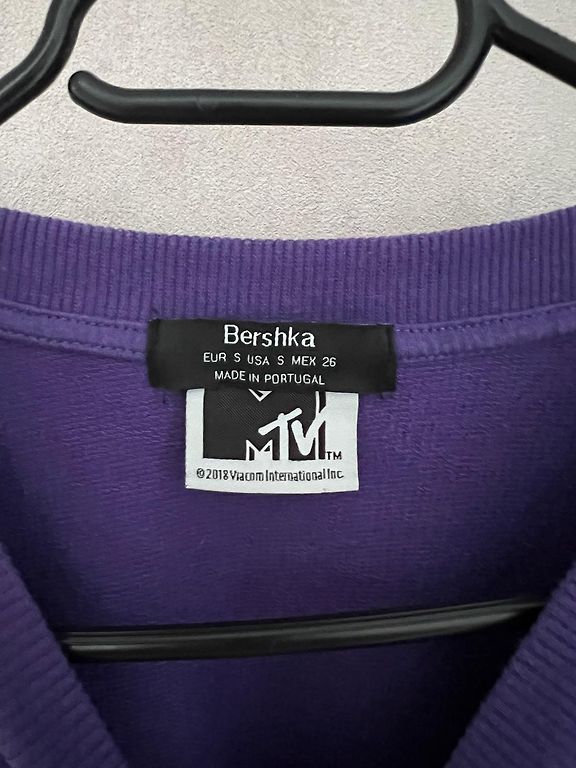 Bershka
EUR S USA S MEX 26
MADE IN PORTUGAL
MTV TM
©2018 Viacom International Inc.